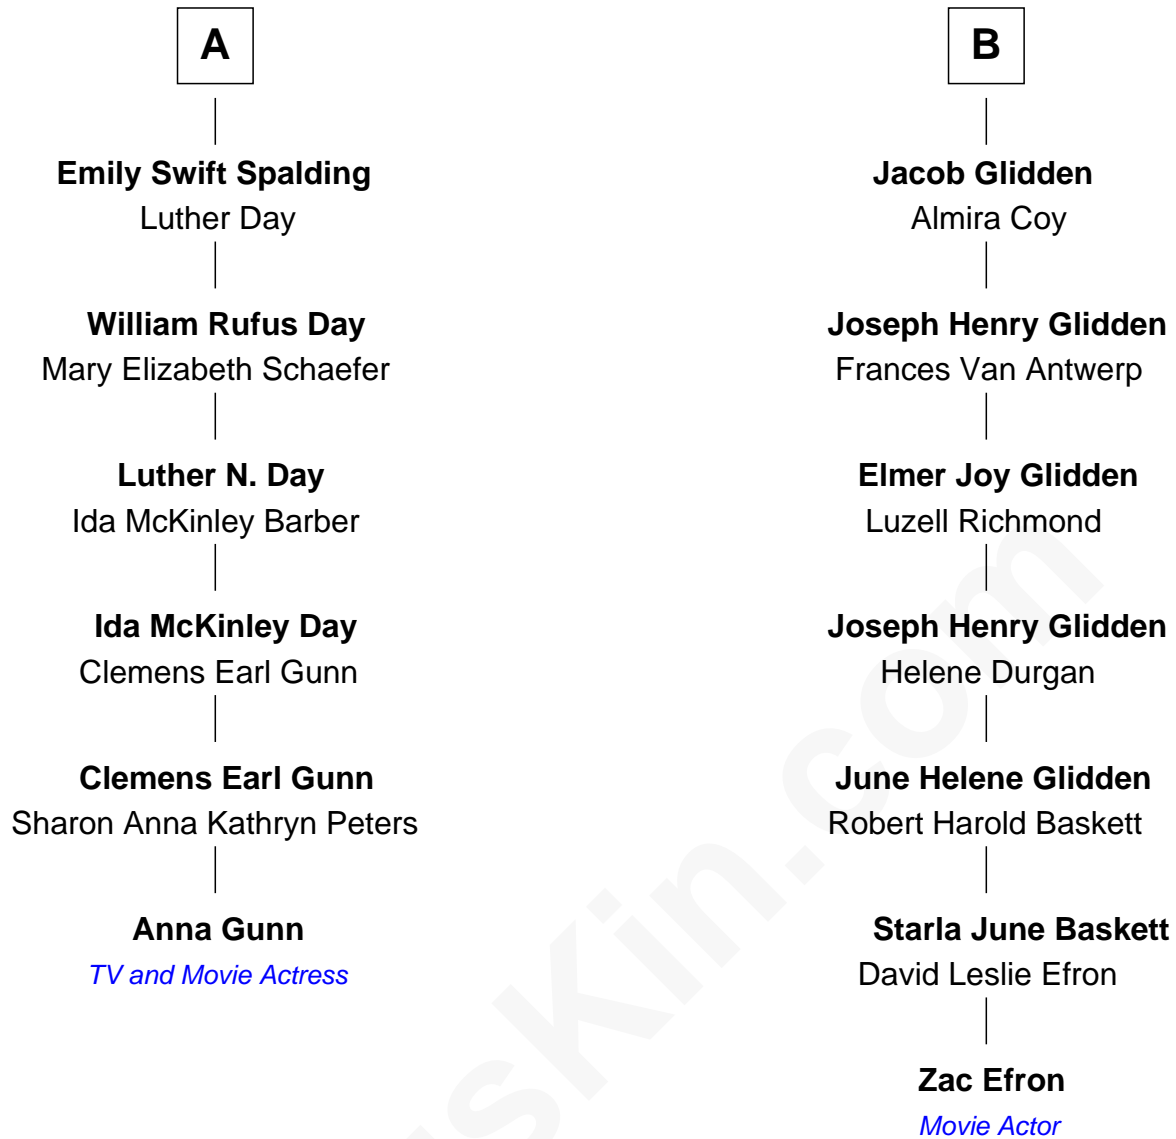 A
Emily Swift Spalding
Luther Day
William Rufus Day
Mary Elizabeth Schaefer
Luther N. Day
Ida McKinley Barber
Ida McKinley Day
Clemens Earl Gunn
Clemens Earl Gunn
Sharon Anna Kathryn Peters
Anna Gunn
TV and Movie Actress
B
Jacob Glidden
Almira Coy
Joseph Henry Glidden
Frances Van Antwerp
Elmer Joy Glidden
Luzell Richmond
Joseph Henry Glidden
Helene Durgan
June Helene Glidden
Robert Harold Baskett
Starla June Baskett
David Leslie Efron
Zac Efron
Movie Actor